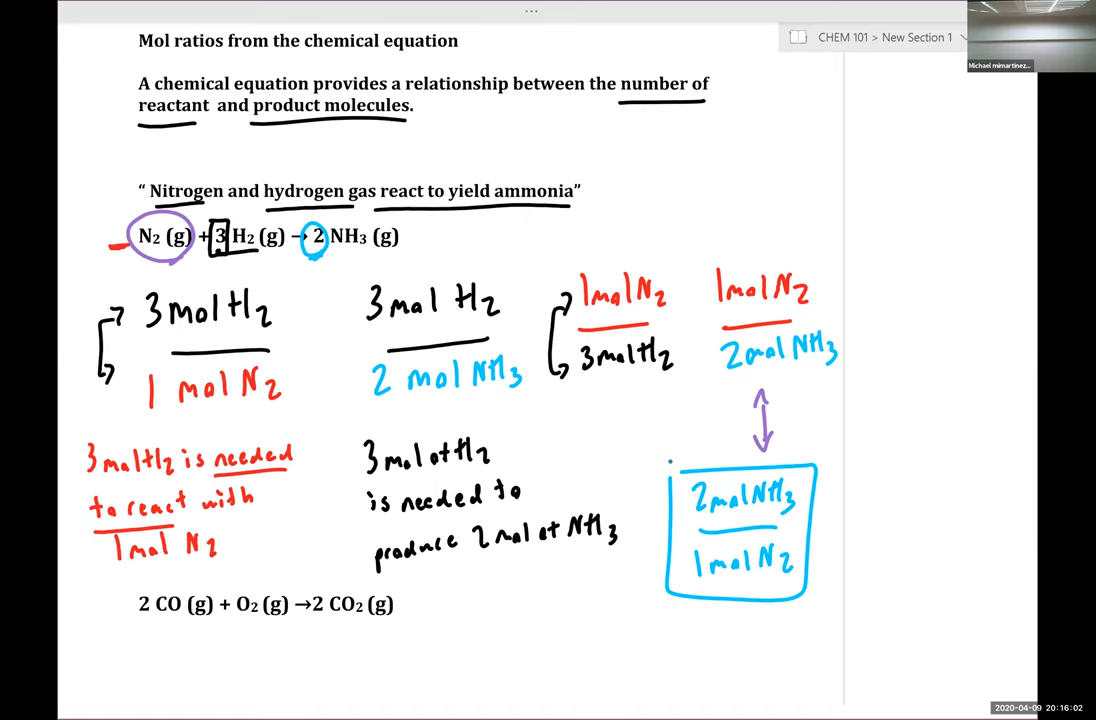 ...
CHEM 101 > New Section 1
Michael mimartinez...
Mol ratios from the chemical equation
A chemical equation provides a relationship between the number of
reactant and product molecules.
“ Nitrogen and hydrogen gas react to yield ammonia”
N₂ (g) + 3 H₂ (g) → 2 NH₃ (g)
3 mol H₂
1 mol N₂
3 mol H₂
2 mol NH₃
1 mol N₂
3 mol H₂
1 mol N₂
2 mol NH₃
3 mol H₂ is needed
to react with
1 mol N₂
3 mol of H₂
is needed to
produce 2 mol of NH₃
2 mol NH₃
1 mol N₂
2 CO (g) + O₂ (g) →2 CO₂ (g)
2020-04-09 20:16:02